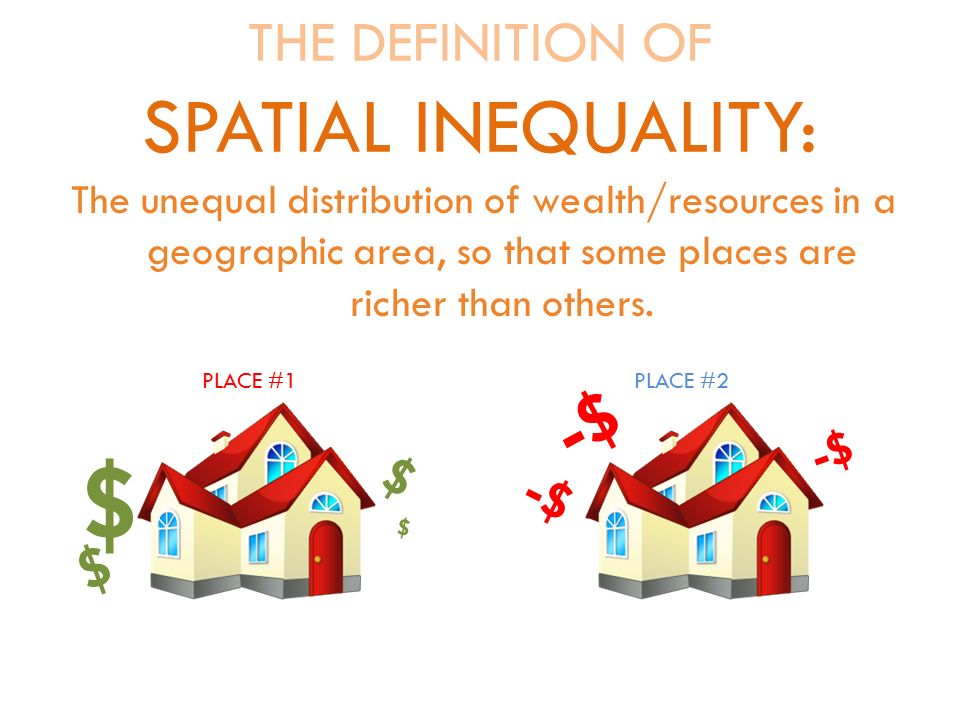 THE DEFINITION OF
SPATIAL INEQUALITY:
The unequal distribution of wealth/resources in a
geographic area, so that some places are
richer than others.
PLACE #1
PLACE #2
$
$
$
$
-$
-$
-$